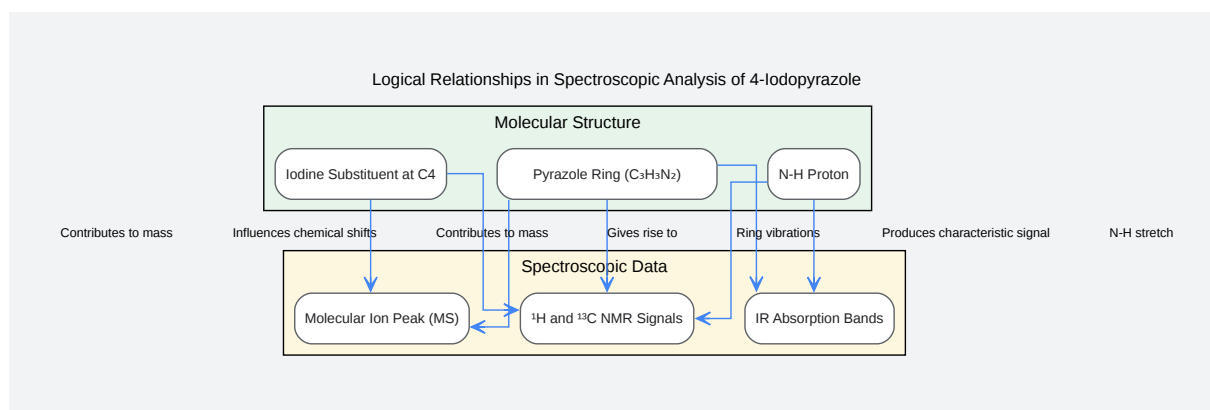 Logical Relationships in Spectroscopic Analysis of 4-Iodopyrazole
Molecular Structure
Iodine Substituent at C4
Pyrazole Ring (C₃H₃N₂)
N-H Proton
Contributes to mass
Influences chemical shifts
Contributes to mass
Gives rise to
Ring vibrations
Produces characteristic signal
N-H stretch
Spectroscopic Data
Molecular Ion Peak (MS)
¹H and ¹³C NMR Signals
IR Absorption Bands